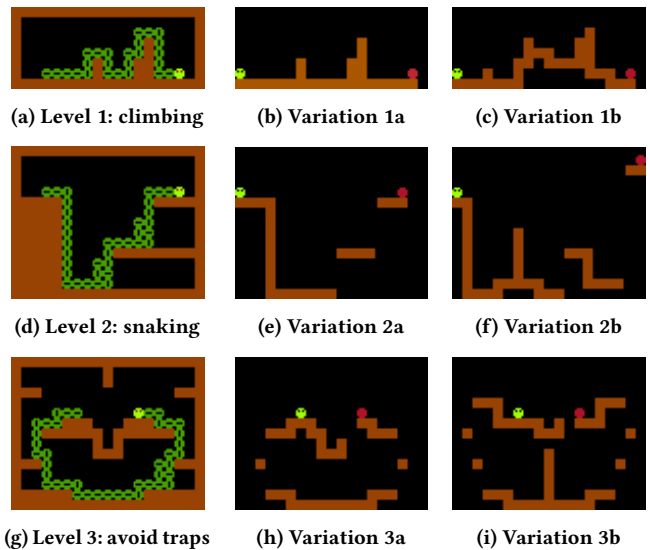 (a) Level 1: climbing
(b) Variation 1a
(c) Variation 1b
(d) Level 2: snaking
(e) Variation 2a
(f) Variation 2b
(g) Level 3: avoid traps
(h) Variation 3a
(i) Variation 3b